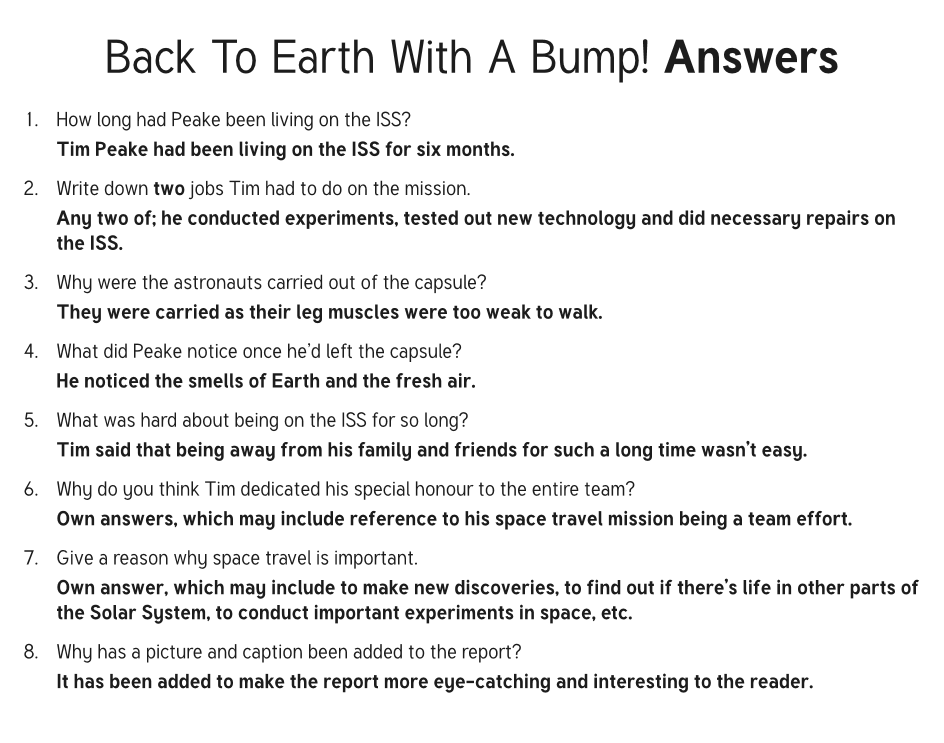 Back To Earth With A Bump! Answers
1. How long had Peake been living on the ISS?
Tim Peake had been living on the ISS for six months.
2. Write down two jobs Tim had to do on the mission.
Any two of; he conducted experiments, tested out new technology and did necessary repairs on
the ISS.
3. Why were the astronauts carried out of the capsule?
They were carried as their leg muscles were too weak to walk.
4. What did Peake notice once he'd left the capsule?
He noticed the smells of Earth and the fresh air.
5. What was hard about being on the ISS for so long?
Tim said that being away from his family and friends for such a long time wasn't easy.
6. Why do you think Tim dedicated his special honour to the entire team?
Own answers, which may include reference to his space travel mission being a team effort.
7. Give a reason why space travel is important.
Own answer, which may include to make new discoveries, to find out if there's life in other parts of
the Solar System, to conduct important experiments in space, etc.
8. Why has a picture and caption been added to the report?
It has been added to make the report more eye-catching and interesting to the reader.